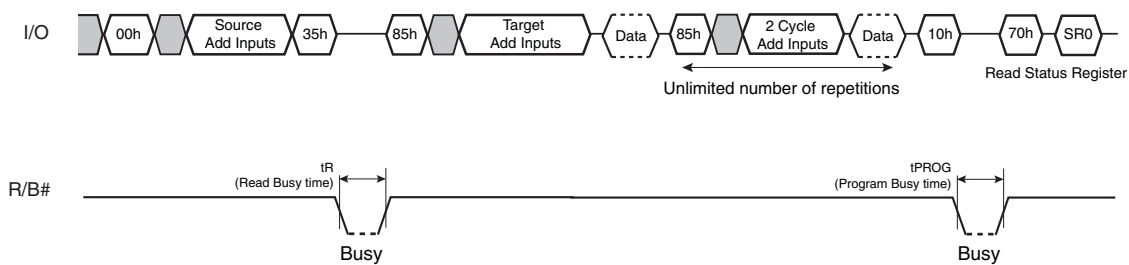 I/O
00h
Source
Add Inputs
35h
85h
Target
Add Inputs
Data
85h
2 Cycle
Add Inputs
Data
10h
70h
SR0
Unlimited number of repetitions
Read Status Register
R/B#
tR
(Read Busy time)
Busy
tPROG
(Program Busy time)
Busy